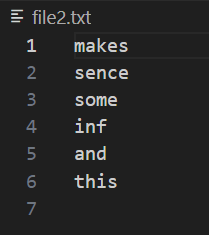 file2.txt
1 makes
2 sence
3 some
4 inf
5 and
6 this
7